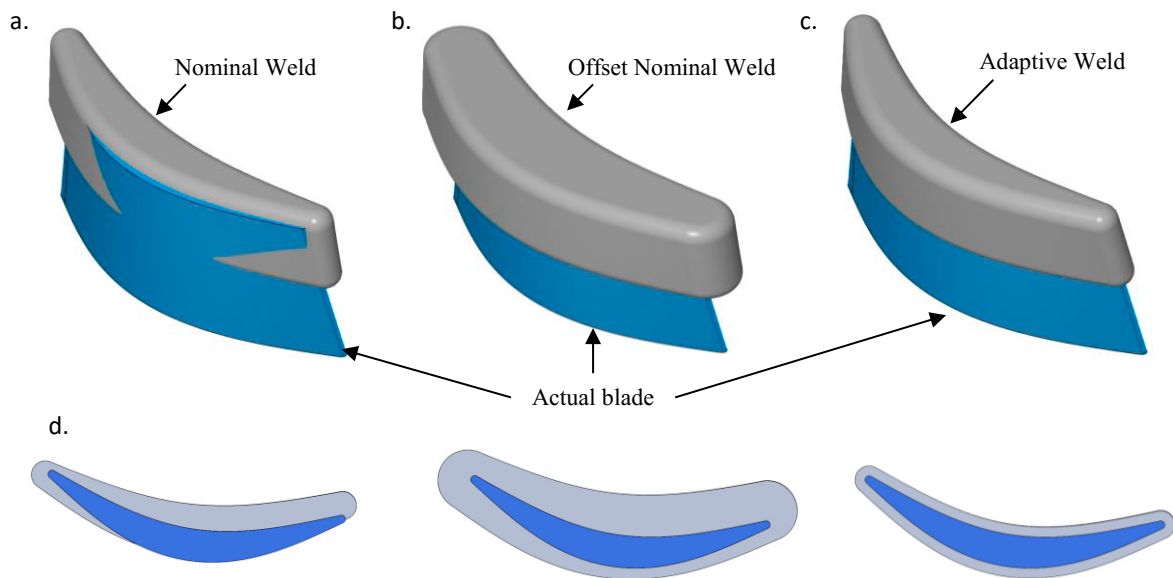 a.
b.
c.
Nominal Weld
Offset Nominal Weld
Adaptive Weld
Actual blade
d.